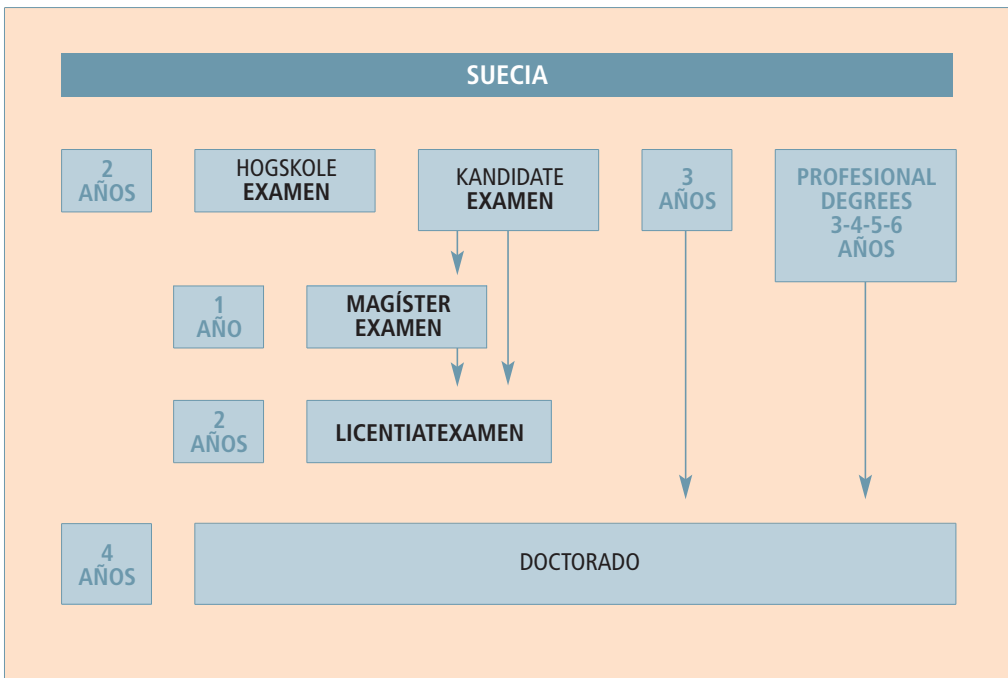 SUECIA
2
AÑOS
HOGSKOLE
EXAMEN
KANDIDATE
EXAMEN
3
AÑOS
PROFESIONAL
DEGREES
3-4-5-6
AÑOS
1
AÑO
MAGÍSTER
EXAMEN
2
AÑOS
LICENTIATEXAMEN
4
AÑOS
DOCTORADO